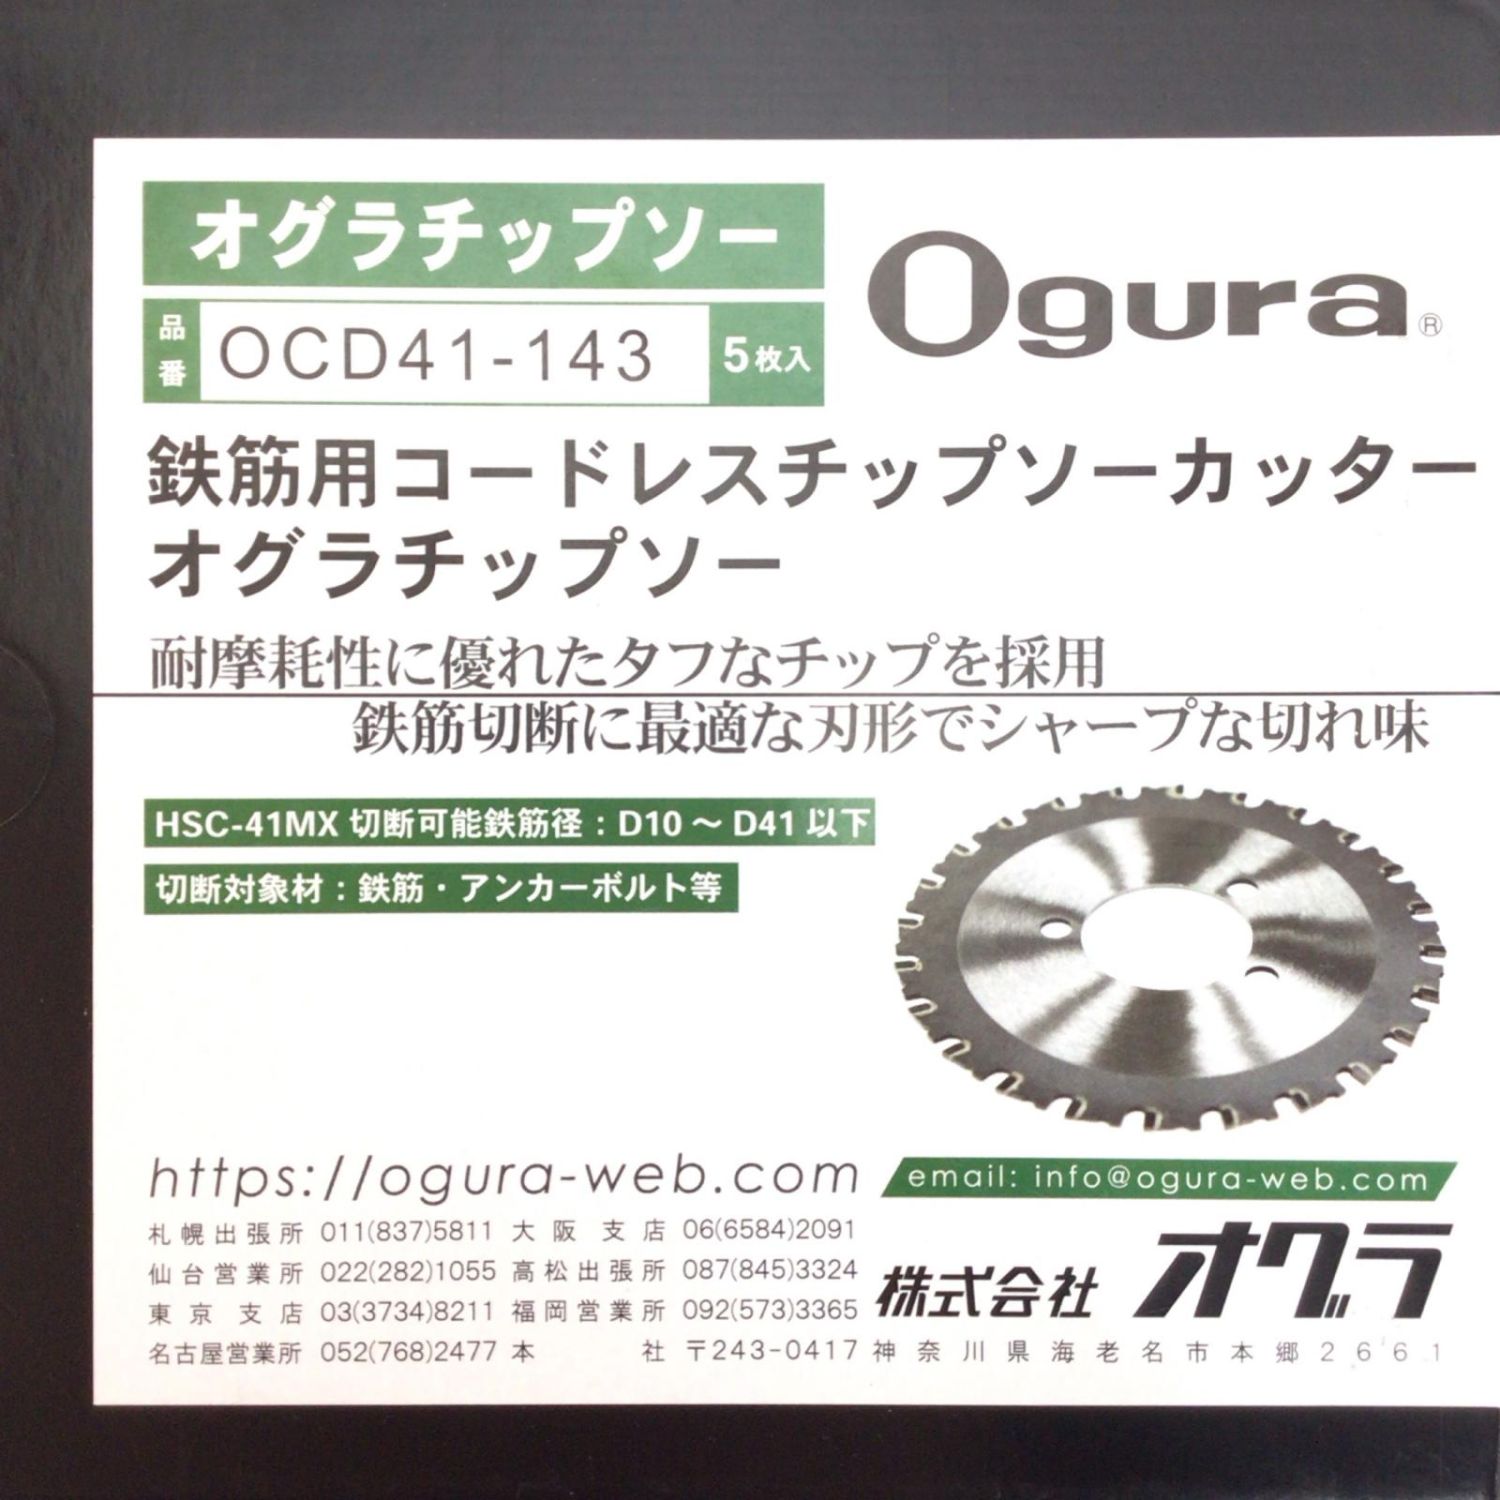 オグラチップソー
Ogura®
品番 OCD41-143 5枚入
鉄筋用コードレスチップソーカッター
オグラチップソー
耐摩耗性に優れたタフなチップを採用
鉄筋切断に最適な刃形でシャープな切れ味
HSC-41MX 切断可能鉄筋径：D10 ～ D41 以下
切断対象材：鉄筋・アンカーボルト等
https://ogura-web.com
email: info@ogura-web.com
札幌出張所 011(837)5811 大阪支店 06(6584)2091
仙台営業所 022(282)1055 高松出張所 087(845)3324
東京支店 03(3734)8211 福岡営業所 092(573)3365
株式会社 オグラ
名古屋営業所 052(768)2477 本社 〒243-0417 神奈川県海老名市本郷2661